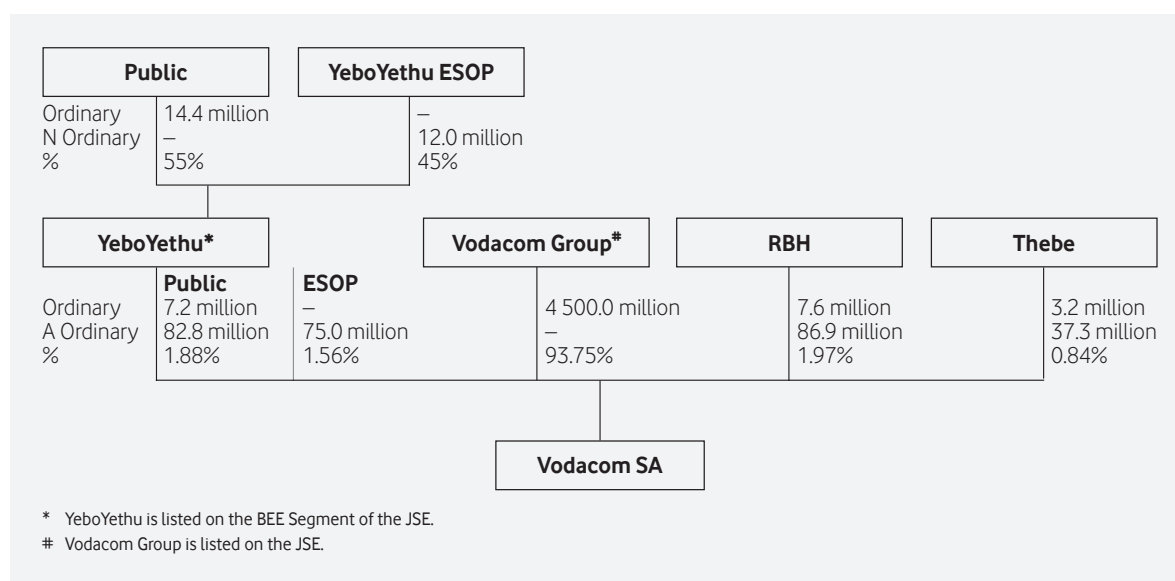 Public YeboYethu ESOP
Ordinary 14.4 million –
N Ordinary – 12.0 million
% 55% 45%
YeboYethu* Vodacom Group# RBH Thebe
Public ESOP
Ordinary 7.2 million – 4 500.0 million 7.6 million 3.2 million
A Ordinary 82.8 million 75.0 million – 86.9 million 37.3 million
% 1.88% 1.56% 93.75% 1.97% 0.84%
Vodacom SA
* YeboYethu is listed on the BEE Segment of the JSE.
# Vodacom Group is listed on the JSE.